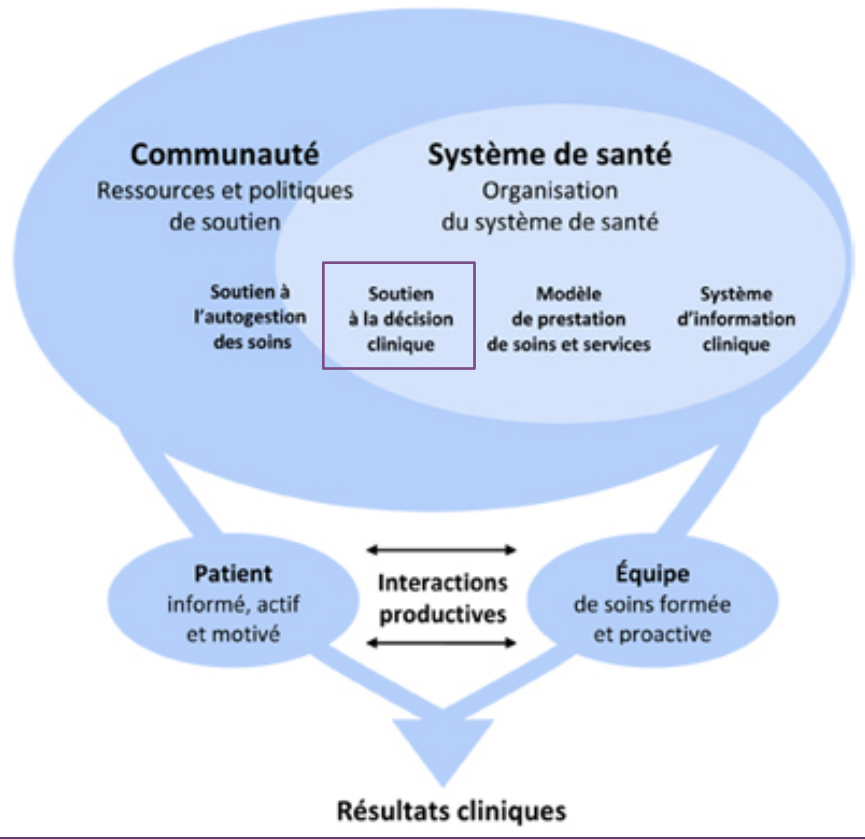 Communauté
Ressources et politiques
de soutien
Système de santé
Organisation
du système de santé
Soutien à
l'autogestion
des soins
Soutien
à la décision
clinique
Modèle
de prestation
de soins et services
Système
d'information
clinique
Patient
informé, actif
et motivé
Interactions
productives
Équipe
de soins formée
et proactive
Résultats cliniques